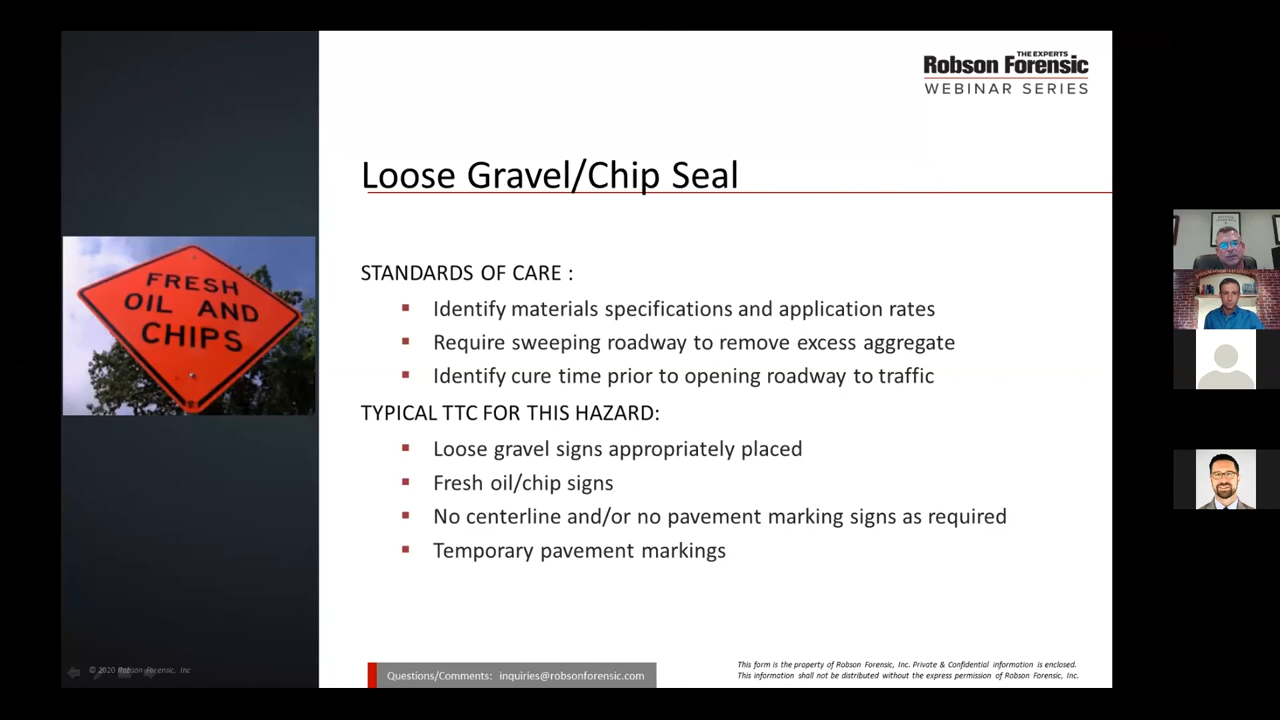 THE EXPERTS
Robson Forensic
WEBINAR SERIES
Loose Gravel/Chip Seal
FRESH
OIL AND
CHIPS
STANDARDS OF CARE :
▪ Identify materials specifications and application rates
▪ Require sweeping roadway to remove excess aggregate
▪ Identify cure time prior to opening roadway to traffic
TYPICAL TTC FOR THIS HAZARD:
▪ Loose gravel signs appropriately placed
▪ Fresh oil/chip signs
▪ No centerline and/or no pavement marking signs as required
▪ Temporary pavement markings
© 2020 Robson Forensic, Inc
Questions/Comments: inquiries@robsonforensic.com
This form is the property of Robson Forensic, Inc. Private & Confidential information is enclosed.
This information shall not be distributed without the express permission of Robson Forensic, Inc.